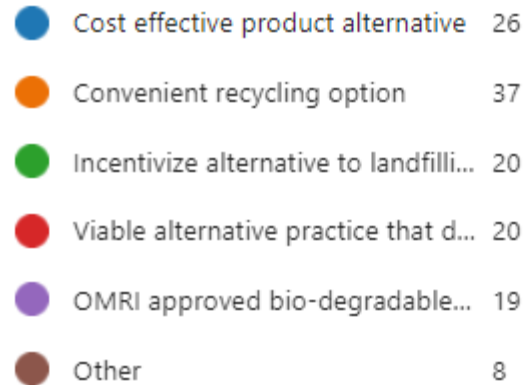 Cost effective product alternative 26
Convenient recycling option 37
Incentivize alternative to landfilli... 20
Viable alternative practice that d... 20
OMRI approved bio-degradable... 19
Other 8